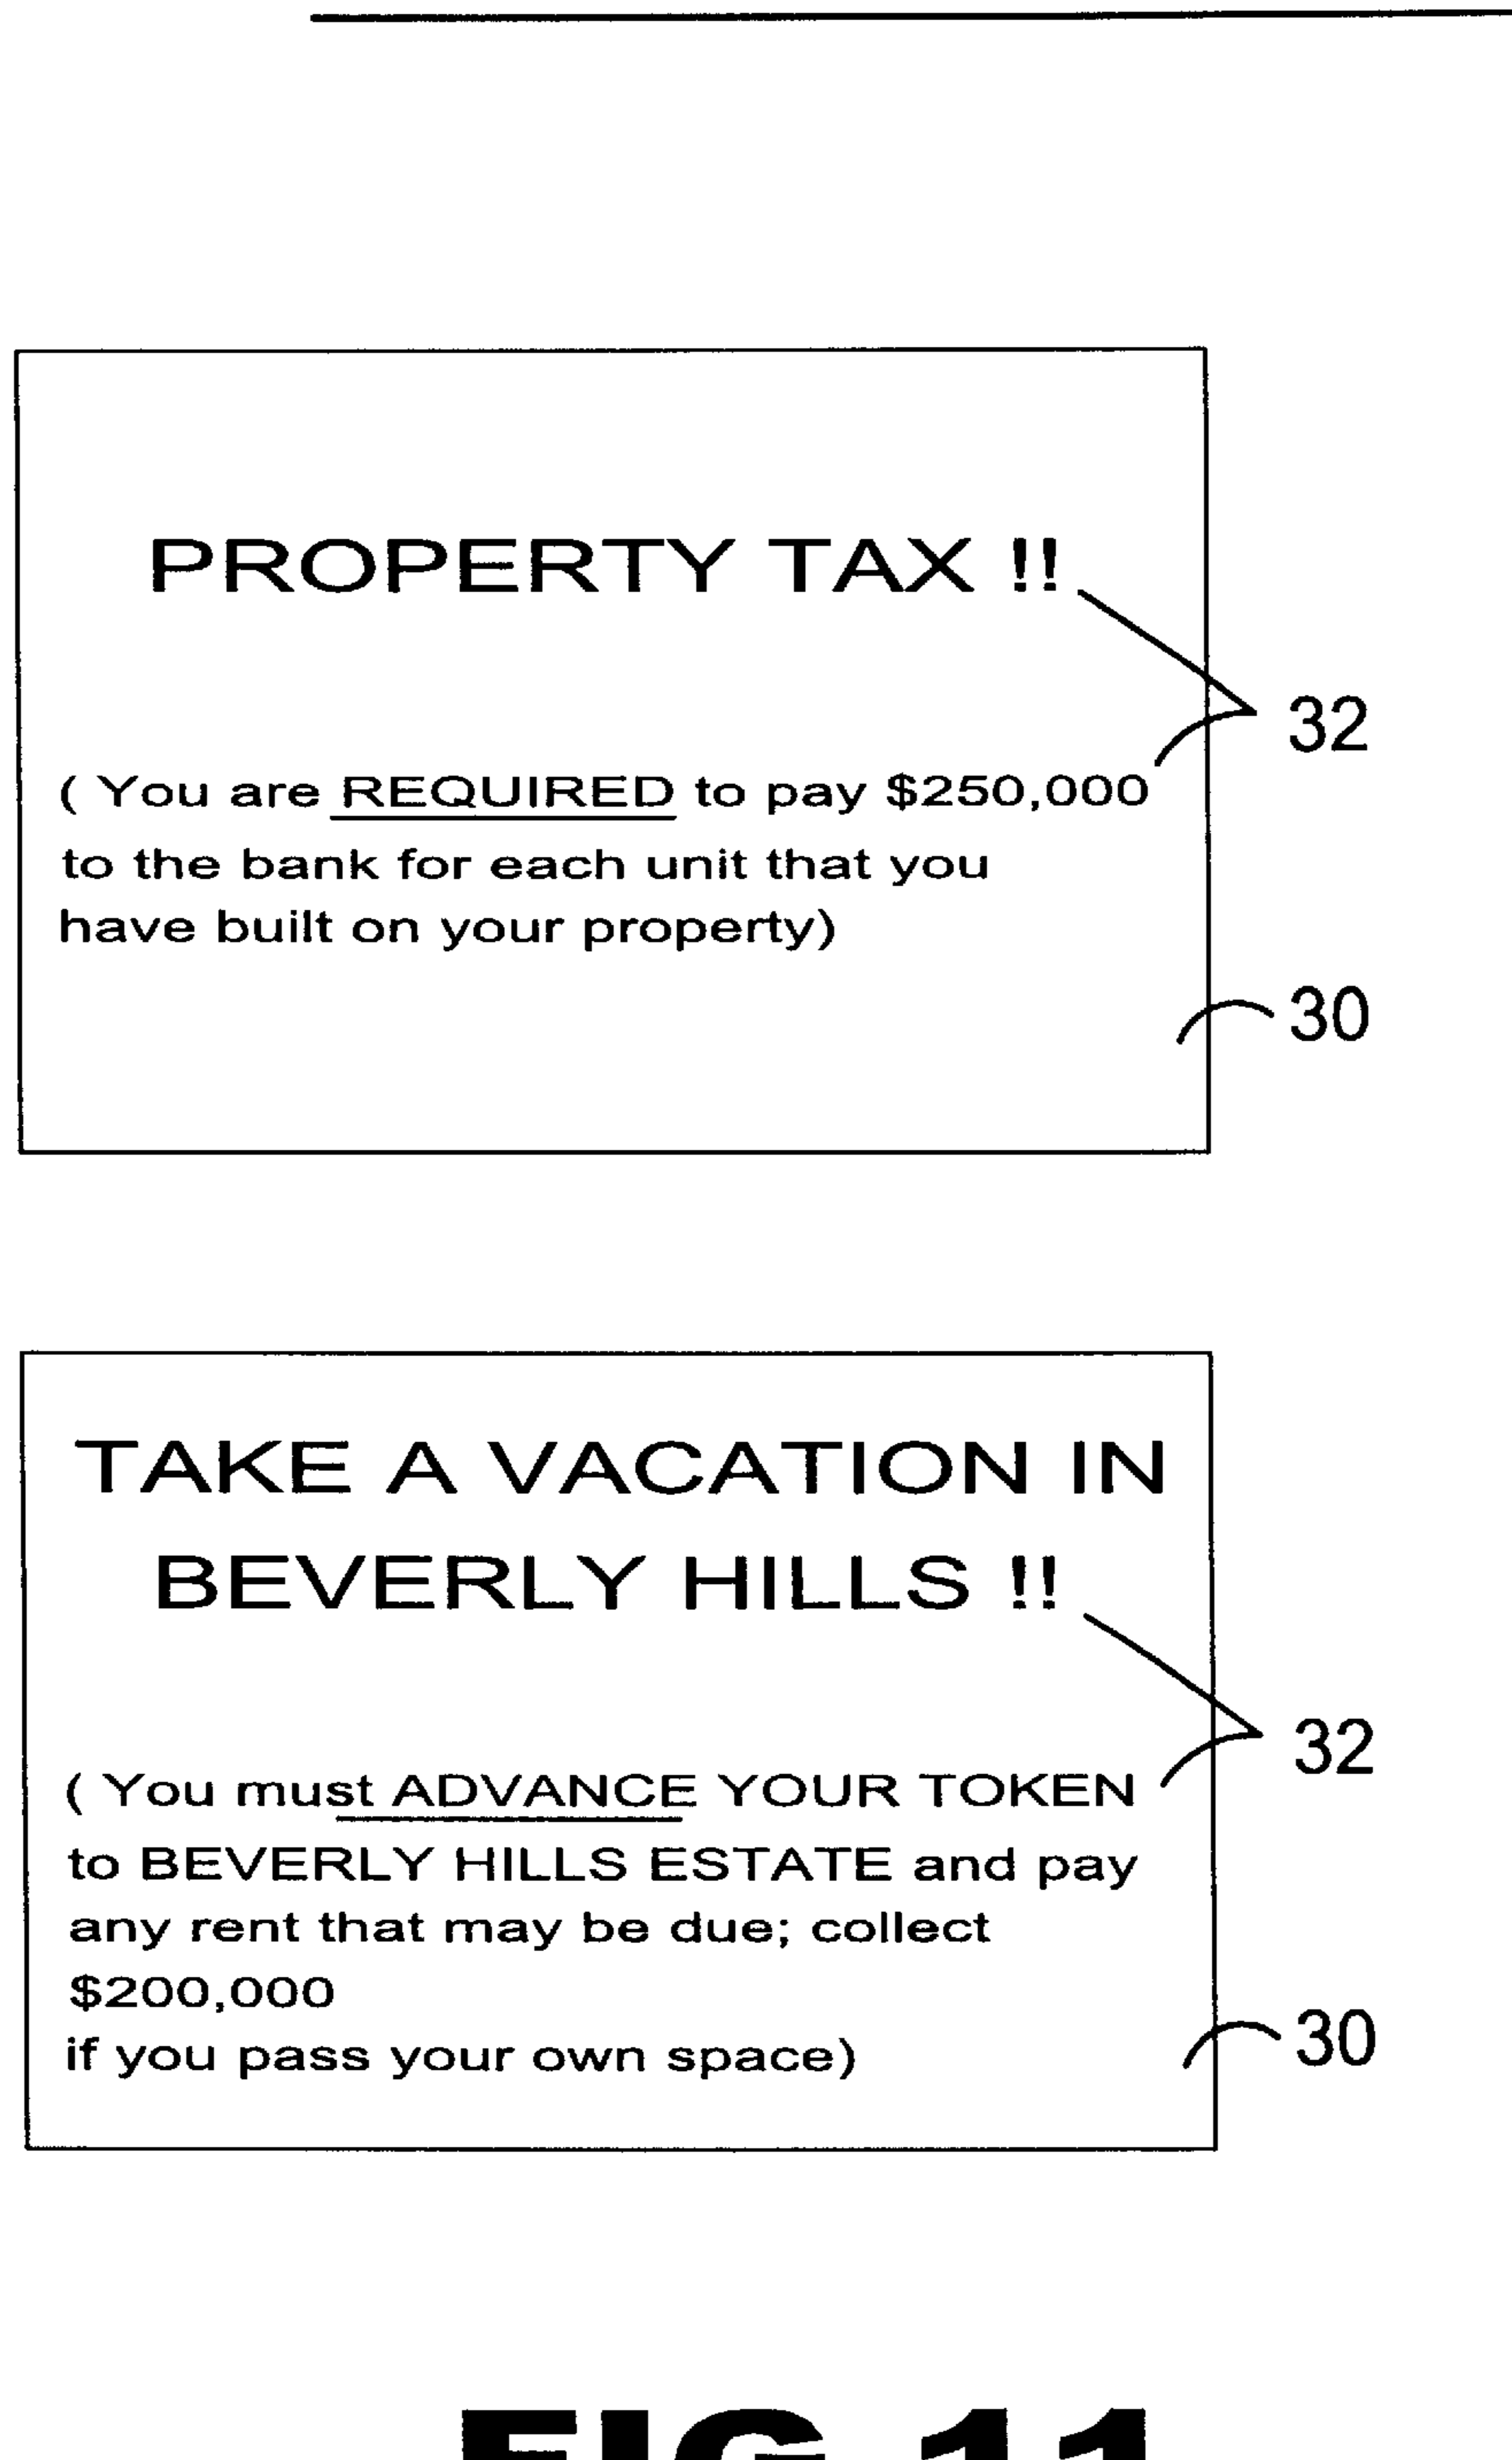 PROPERTY TAX !!
32
( You are REQUIRED to pay $250,000
to the bank for each unit that you
have built on your property)
30
TAKE A VACATION IN
BEVERLY HILLS !!
32
( You must ADVANCE YOUR TOKEN
to BEVERLY HILLS ESTATE and pay
any rent that may be due; collect
$200,000
if you pass your own space)
30
FIG 11